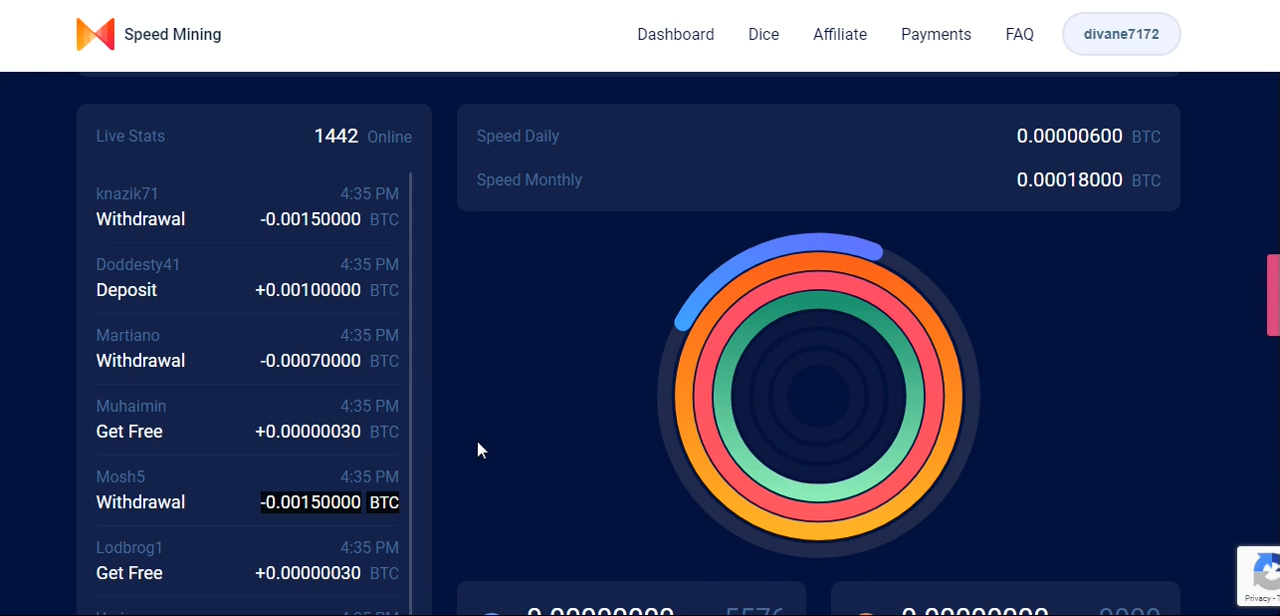 Speed Mining
Dashboard Dice Affiliate Payments FAQ divane7172
Live Stats 1442 Online
knazik71 4:35 PM
Withdrawal -0.00150000 BTC
Doddesty41 4:35 PM
Deposit +0.00100000 BTC
Martiano 4:35 PM
Withdrawal -0.00070000 BTC
Muhaimin 4:35 PM
Get Free +0.00000030 BTC
Mosh5 4:35 PM
Withdrawal -0.00150000 BTC
Lodbrog1 4:35 PM
Get Free +0.00000030 BTC
Speed Daily 0.00000600 BTC
Speed Monthly 0.00018000 BTC
Privacy -